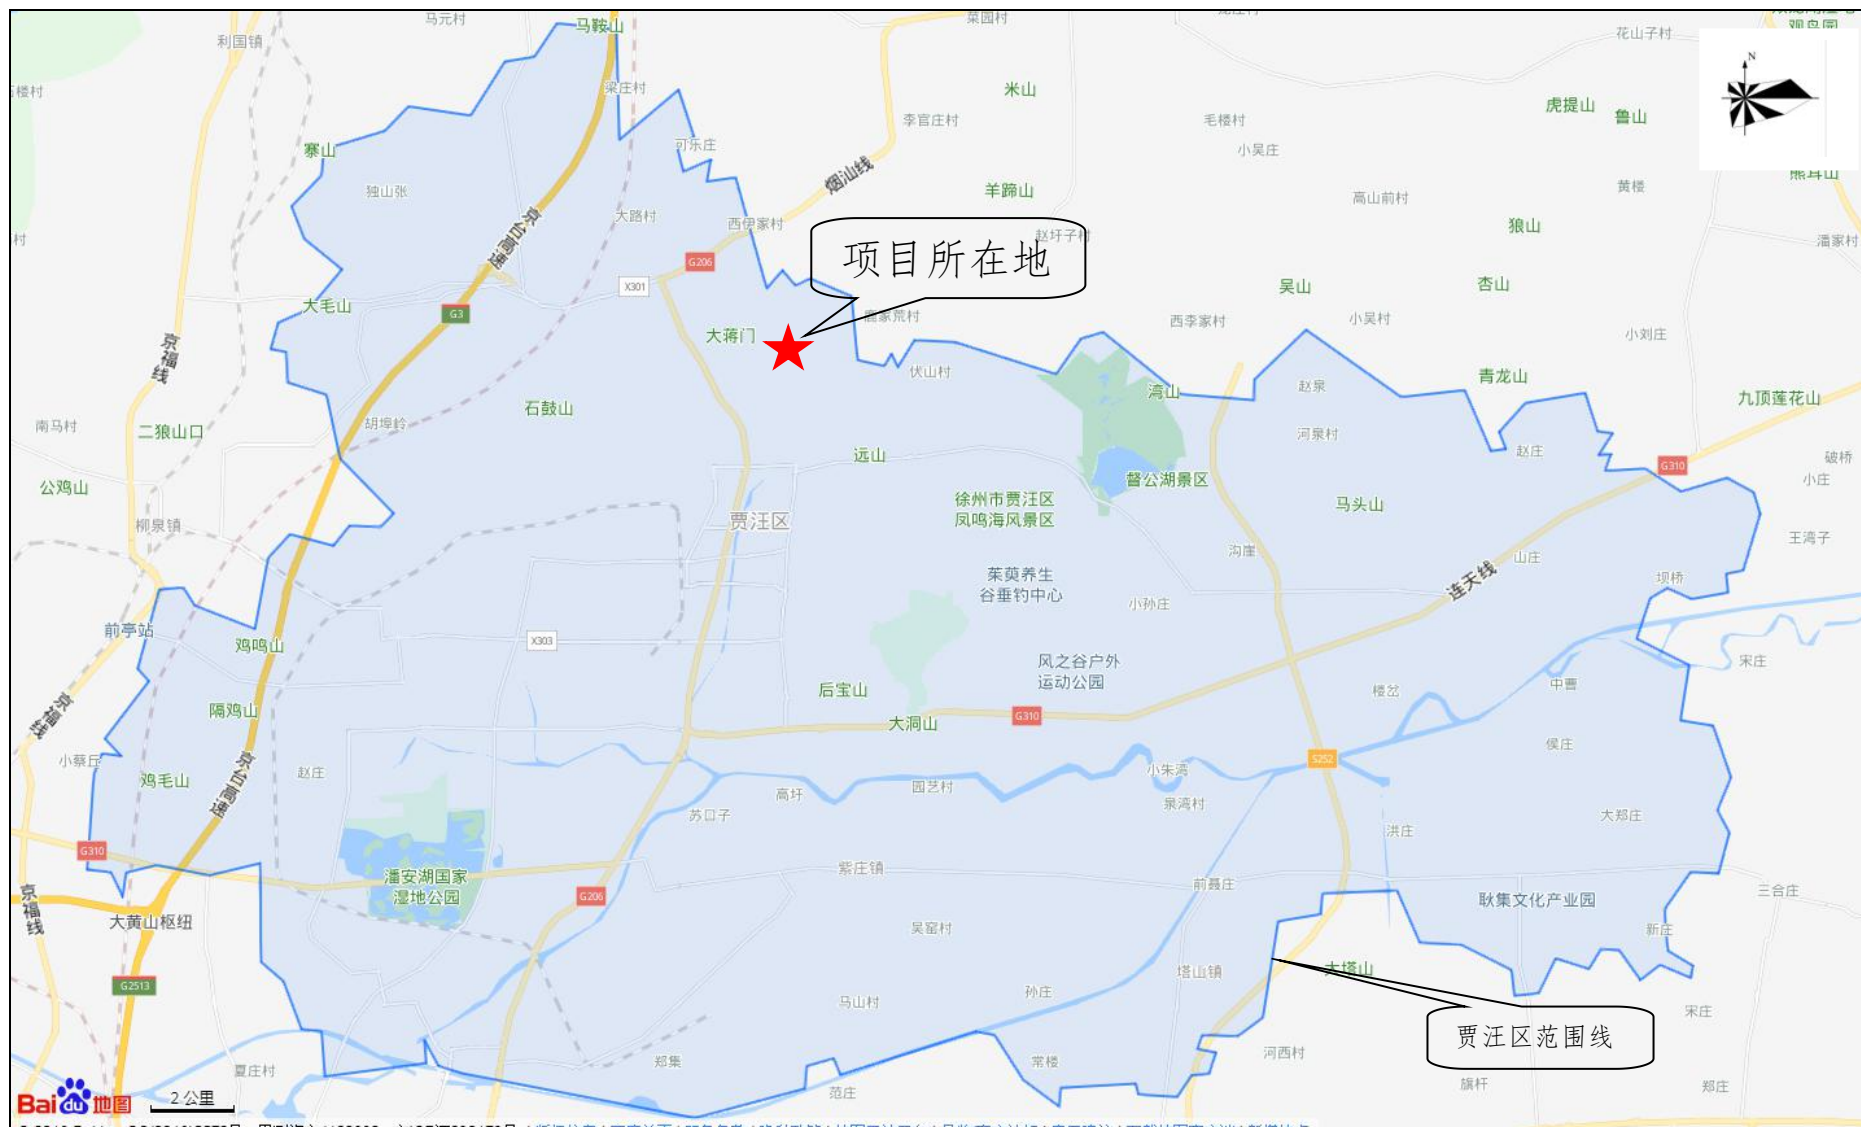 马元村
菜园村
观鸟园
利国镇
马鞍山
花山子村
N
梁庄村
米山
虎提山
鲁山
李官庄村
毛楼村
寨山
可乐庄
小吴庄
烟汕线
熊耳山
独山张
羊蹄山
高山前村
黄楼
大路村
西伊家村
狼山
赵圩子村
潘家村
京台高速
项目所在地
G206
X301
吴山
杏山
大毛山
G3
西李家村
小吴村
小刘庄
大蒋门
京福线
伏山村
青龙山
赵泉
湾山
九顶莲花山
石鼓山
南马村
二狼山口
胡埠岭
河泉村
赵庄
远山
破桥
G310
公鸡山
督公湖景区
小庄
徐州市贾汪区
凤鸣海风景区
马头山
柳泉镇
贾汪区
王湾子
沟崖
山庄
茱萸养生
谷垂钓中心
连天线
坝桥
小孙庄
前亭站
鸡鸣山
X303
风之谷户外
运动公园
宋庄
后宝山
楼岔
中曹
隔鸡山
京福线
大洞山
G310
侯庄
小蔡丘
赵庄
S252
鸡毛山
京台高速
小朱湾
园艺村
高圩
泉湾村
苏口子
大郑庄
洪庄
G310
潘安湖国家
湿地公园
紫庄镇
前聂庄
G206
三合庄
耿集文化产业园
京福线
大黄山枢纽
吴窑村
新庄
塔山镇
大塔山
G2513
孙庄
马山村
宋庄
贾汪区范围线
郑集
常楼
河西村
夏庄村
旗杆
郑庄
范庄
Bai du 地图
2 公里